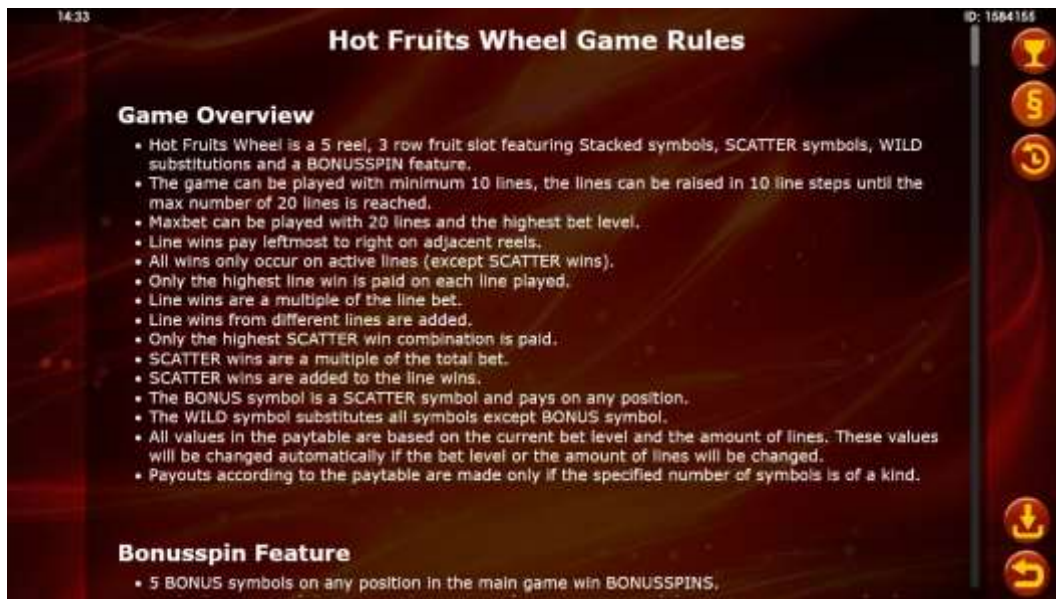 14:33
ID: 1584155
Hot Fruits Wheel Game Rules
Game Overview
• Hot Fruits Wheel is a 5 reel, 3 row fruit slot featuring Stacked symbols, SCATTER symbols, WILD
substitutions and a BONUSSPIN feature.
• The game can be played with minimum 10 lines, the lines can be raised in 10 line steps until the
max number of 20 lines is reached.
• Maxbet can be played with 20 lines and the highest bet level.
• Line wins pay leftmost to right on adjacent reels.
• All wins only occur on active lines (except SCATTER wins).
• Only the highest line win is paid on each line played.
• Line wins are a multiple of the line bet.
• Line wins from different lines are added.
• Only the highest SCATTER win combination is paid.
• SCATTER wins are a multiple of the total bet.
• SCATTER wins are added to the line wins.
• The BONUS symbol is a SCATTER symbol and pays on any position.
• The WILD symbol substitutes all symbols except BONUS symbol.
• All values in the paytable are based on the current bet level and the amount of lines. These values
will be changed automatically if the bet level or the amount of lines will be changed.
• Payouts according to the paytable are made only if the specified number of symbols is of a kind.
Bonusspin Feature
• 5 BONUS symbols on any position in the main game win BONUSSPINS.
§